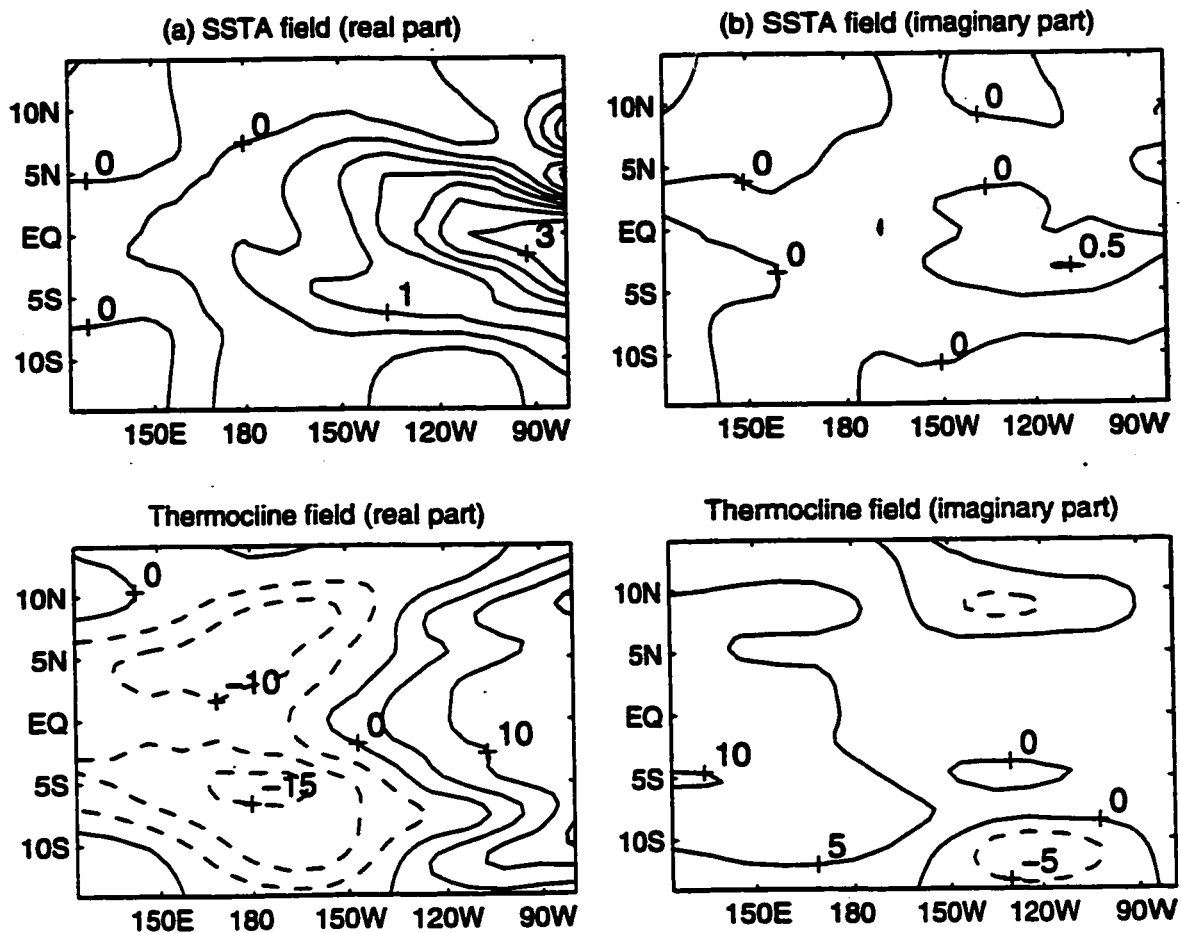 (a) SSTA field (real part)
10N
5N
EQ
5S
10S
0
0
0
1
3
150E 180 150W 120W 90W
(b) SSTA field (imaginary part)
10N
5N
EQ
5S
10S
0
0
0
0
0.5
0
150E 180 150W 120W 90W
Thermocline field (real part)
10N
5N
EQ
5S
10S
0
-10
0
10
-15
150E 180 150W 120W 90W
Thermocline field (imaginary part)
10N
5N
EQ
5S
10S
10
0
0
5
-5
150E 180 150W 120W 90W